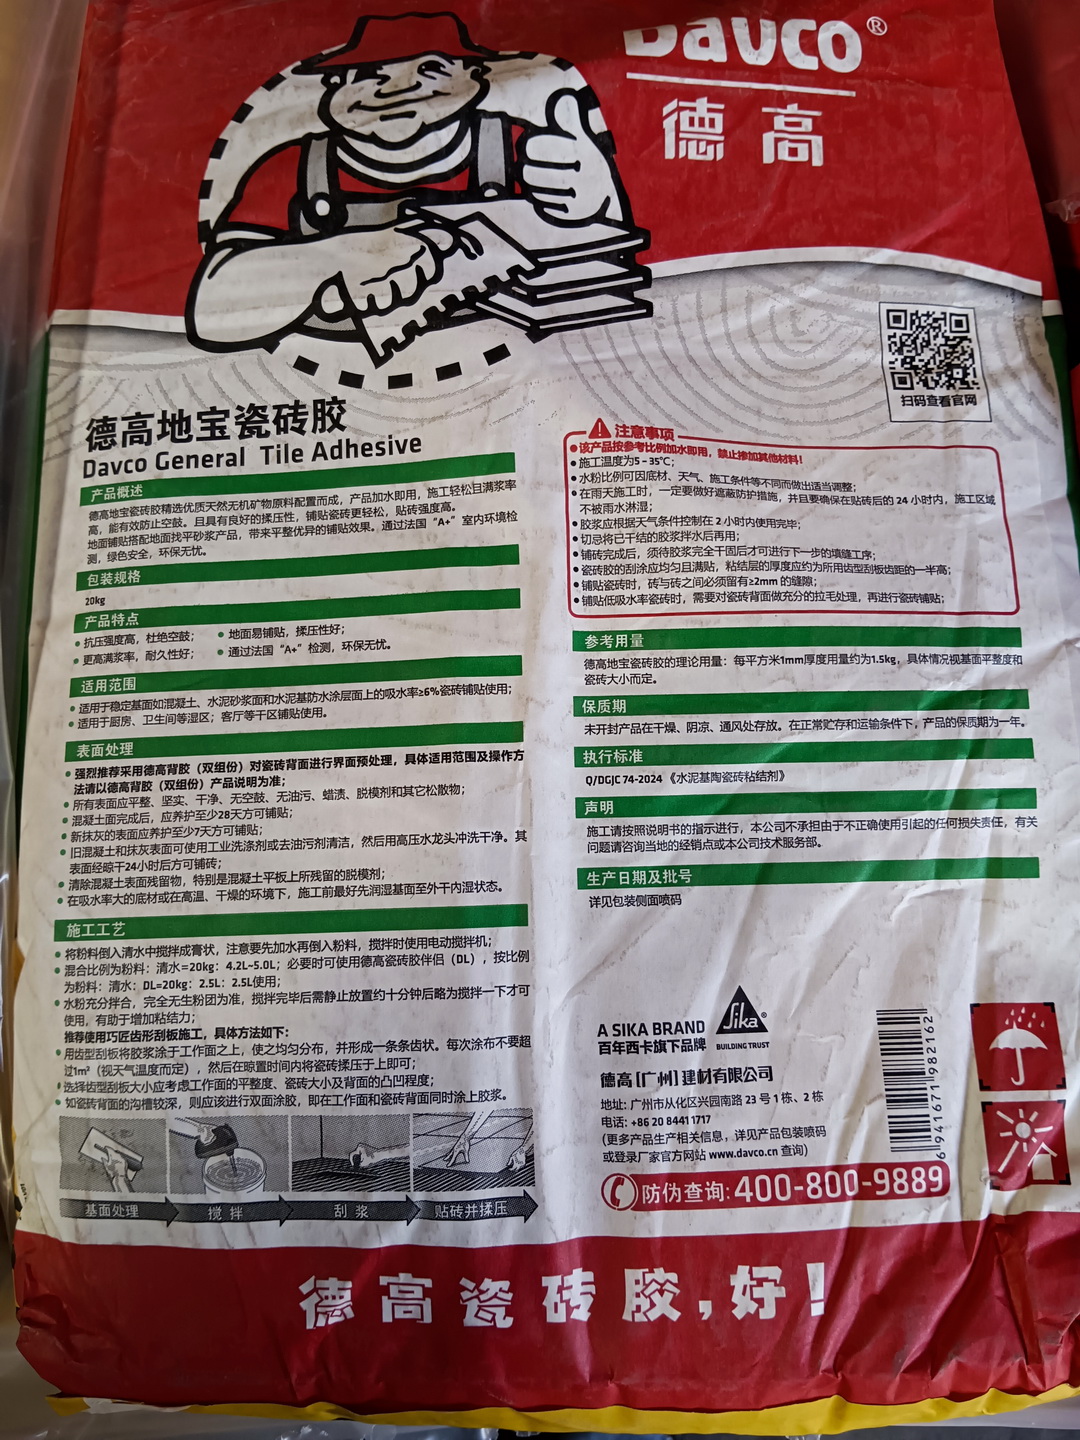 Davco®
德高
扫码查看官网
德高地宝瓷砖胶
Davco General Tile Adhesive
产品概述
德高地宝瓷砖胶精选优质天然无机矿物原料配置而成，产品加水即用，施工轻松且满浆率
高，能有效防止空鼓。且具有良好的揉压性，铺贴瓷砖更轻松，贴砖强度高。
地面铺贴搭配地面找平砂浆产品，带来平整优异的铺贴效果。通过法国“A+”室内环境检
测，绿色安全，环保无忧。
包装规格
20kg
产品特点
• 抗压强度高，杜绝空鼓；
• 地面易铺贴，揉压性好；
• 更高满浆率，耐久性好；
• 通过法国“A+”检测，环保无忧。
适用范围
• 适用于稳定基面如混凝土、水泥砂浆面和水泥基防水涂层面上的吸水率≥6%瓷砖铺贴使用；
• 适用于厨房、卫生间等湿区；客厅等干区铺贴使用。
表面处理
• 强烈推荐采用德高背胶（双组份）对瓷砖背面进行界面预处理，具体适用范围及操作方
法请以德高背胶（双组份）产品说明为准；
• 所有表面应平整、坚实、干净、无空鼓、无油污、蜡渍、脱模剂和其它松散物；
• 混凝土面完成后，应养护至少28天方可铺贴；
• 新抹灰的表面应养护至少7天方可铺贴；
• 旧混凝土和抹灰表面可使用工业洗涤剂或去油污剂清洁，然后用高压水龙头冲洗干净。其
表面经晾干24小时后方可铺砖；
• 清除混凝土表面残留物，特别是混凝土平板上所残留的脱模剂；
• 在吸水率大的底材或在高温、干燥的环境下，施工前最好先润湿基面至外干内湿状态。
施工工艺
• 将粉料倒入清水中搅拌成膏状，注意要先加水再倒入粉料，搅拌时使用电动搅拌机；
• 混合比例为粉料：清水=20kg：4.2L~5.0L；必要时可使用德高瓷砖胶伴侣（DL），按比例
为粉料：清水：DL=20kg：2.5L：2.5L使用；
• 水粉充分拌合，完全无生粉团为准，搅拌完毕后需静止放置约十分钟后略为搅拌一下才可
使用，有助于增加粘结力；
推荐使用巧匠齿形刮板施工，具体方法如下：
• 用齿型刮板将胶浆涂于工作面之上，使之均匀分布，并形成一条条齿状。每次涂布不要超
过1m²（视天气温度而定），然后在晾置时间内将瓷砖揉压于上即可；
• 选择齿型刮板大小应考虑工作面的平整度、瓷砖大小及背面的凸凹程度；
• 如瓷砖背面的沟槽较深，则应该进行双面涂胶，即在工作面和瓷砖背面同时涂上胶浆。
基面处理
搅拌
刮浆
贴砖并揉压
注意事项
• 该产品按参考比例加水即用，禁止掺加其他材料！
• 施工温度为5－35℃；
• 水粉比例可因底材、天气、施工条件等不同而做出适当调整；
• 在雨天施工时，一定要做好遮蔽防护措施，并且要确保在贴砖后的 24 小时内，施工区域
不被雨水淋湿；
• 胶浆应根据天气条件控制在 2 小时内使用完毕；
• 切忌将已干结的胶浆拌水后再用；
• 铺砖完成后，须待胶浆完全干固后才可进行下一步的填缝工序；
• 瓷砖胶的刮涂应均匀且满贴，粘结层的厚度应约为所用齿型刮板齿距的一半高；
• 铺贴瓷砖时，砖与砖之间必须留有≥2mm 的缝隙；
• 铺贴低吸水率瓷砖时，需要对瓷砖背面做充分的拉毛处理，再进行瓷砖铺贴；
参考用量
德高地宝瓷砖胶的理论用量：每平方米1mm厚度用量约为1.5kg，具体情况视基面平整度和
瓷砖大小而定。
保质期
未开封产品在干燥、阴凉、通风处存放。在正常贮存和运输条件下，产品的保质期为一年。
执行标准
Q/DGJC 74-2024《水泥基陶瓷砖粘结剂》
声明
施工请按照说明书的指示进行，本公司不承担由于不正确使用引起的任何损失责任，有关
问题请咨询当地的经销点或本公司技术服务部。
生产日期及批号
详见包装侧面喷码
A SIKA BRAND
百年西卡旗下品牌
Sika®
BUILDING TRUST
德高［广州］建材有限公司
地址: 广州市从化区兴园南路 23 号 1 栋、2 栋
电话: +86 20 84411717
(更多产品生产相关信息，详见产品包装喷码
或登录厂家官方网站 www.davco.cn 查询)
6941671982162
防伪查询: 400-800-9889
德高瓷砖胶，好！